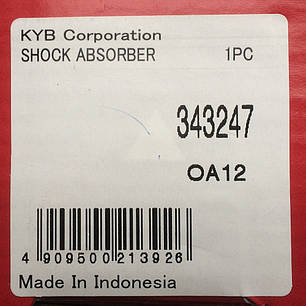 KYB Corporation
SHOCK ABSORBER 1PC
343247
OA12
4 909500 213926
Made In Indonesia